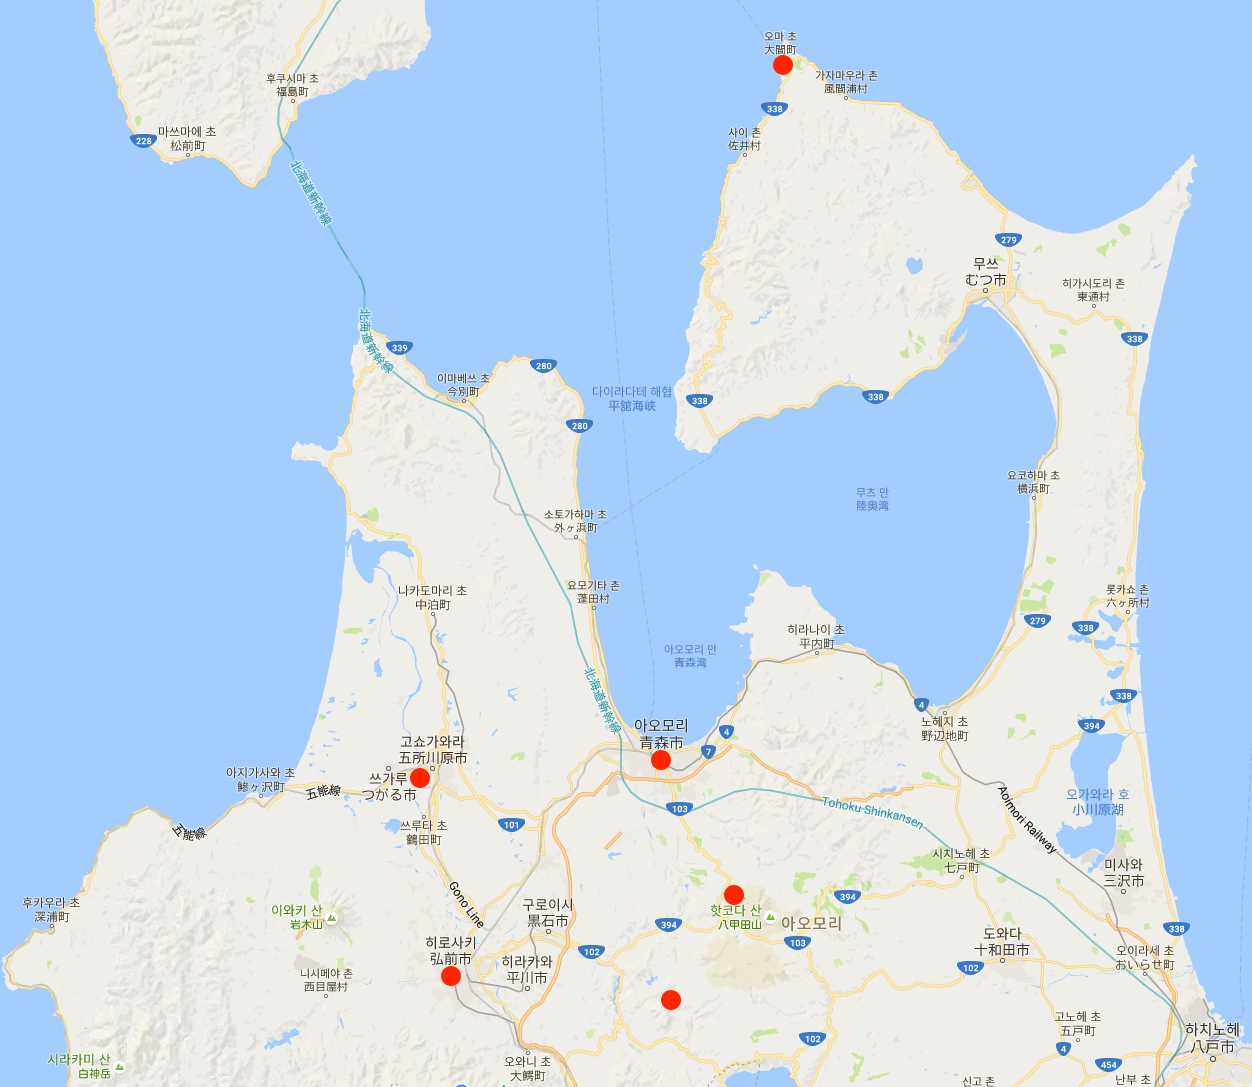 오마 초
大間町
가자마우라 촌
風間浦村
338
후쿠시마 초
福島町
마쓰마에 초
松前町
228
사이 촌
佐井村
北海道新幹線
279
무쓰
むつ市
히가시도리 촌
東通村
338
北海道新幹線
339
280
이마베쓰 초
今別町
다이라다테 해협
平舘海峡
338
338
280
요코하마 초
横浜町
무츠 만
陸奥湾
소토가하마 초
外ヶ浜町
나카도마리 초
中泊町
요모기타 촌
蓬田村
롯카쇼 촌
六ヶ所村
279
338
히라나이 초
平内町
아오모리 만
青森湾
北海道新幹線
338
4
노헤지 초
野辺地町
394
아오모리
青森市
4
7
고쇼가와라
五所川原市
아지가사와 초
鰺ヶ沢町
쓰가루
つがる市
五能線
五能線
103
Tohoku Shinkansen
Aoimori Railway
오가와라 호
小川原湖
쓰루타 초
鶴田町
101
시치노헤 초
七戸町
미사와
三沢市
Gono Line
후카우라 초
深浦町
이와키 산
岩木山
구로이시
黒石市
핫코다 산
八甲田山
아오모리
394
394
103
338
히로사키
弘前市
102
도와다
十和田市
오이라세 초
おいらせ町
102
히라카와
平川市
니시메야 촌
西目屋村
고노헤 초
五戸町
하치노헤
八戸市
102
4
454
시라카미 산
白神岳
오와니 초
大鰐町
신고 촌
난부 초